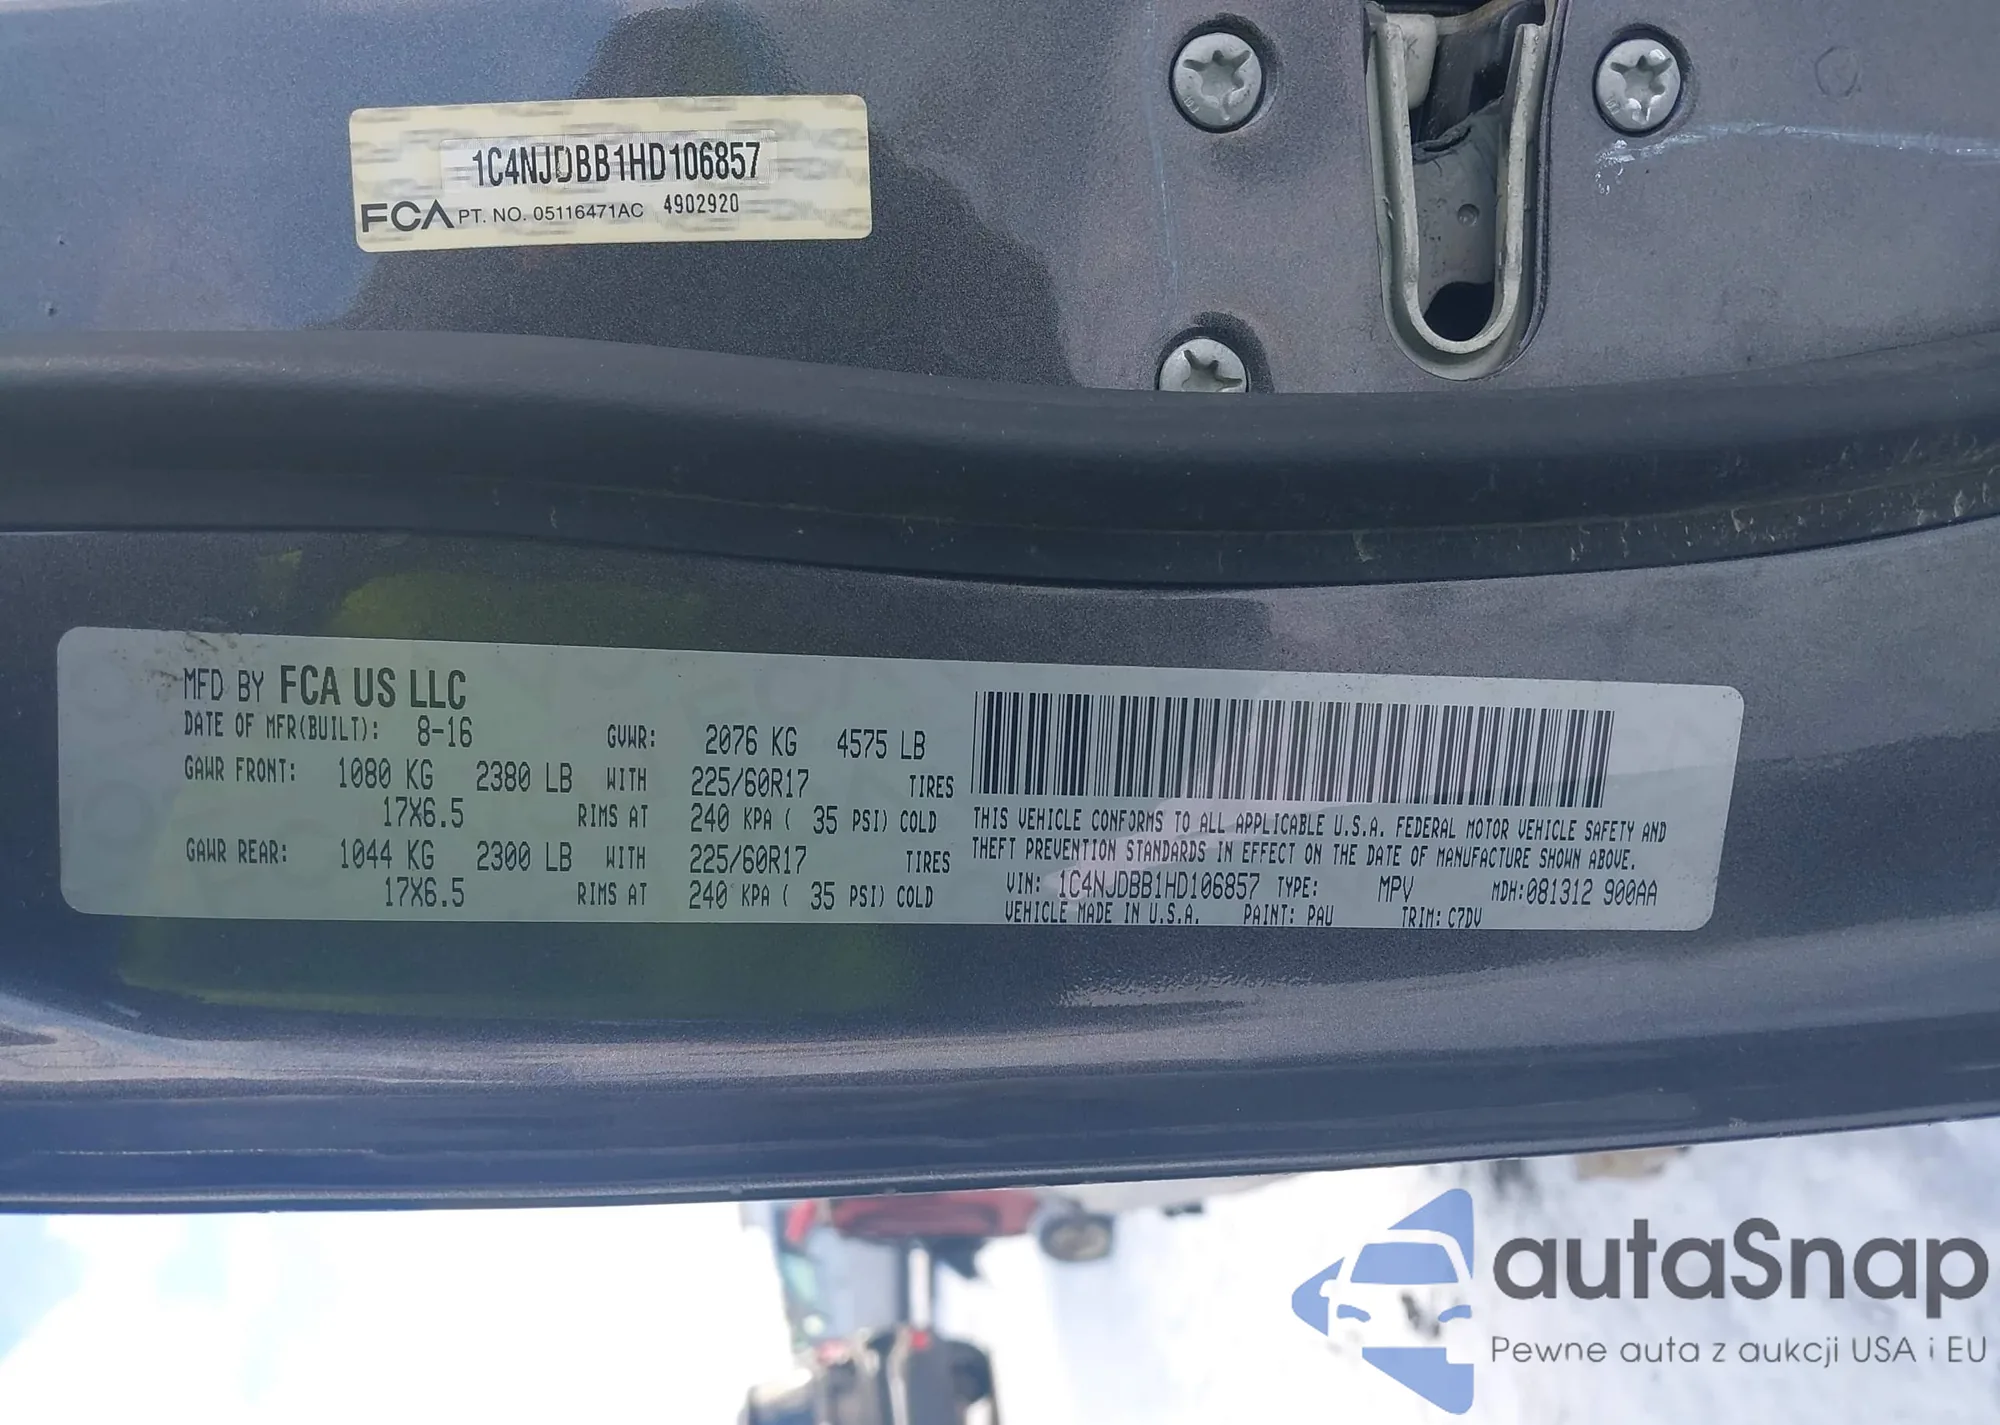 1C4NJDBB1HD106857
FCA PT. NO. 05116471AC 4902920
MFD BY FCA US LLC
DATE OF MFR(BUILT): 8-16 GVWR: 2076 KG 4575 LB
GAWR FRONT: 1080 KG 2380 LB WITH 225/60R17 TIRES
17X6.5 RIMS AT 240 KPA ( 35 PSI) COLD
GAWR REAR: 1044 KG 2300 LB WITH 225/60R17 TIRES
17X6.5 RIMS AT 240 KPA ( 35 PSI) COLD
THIS VEHICLE CONFORMS TO ALL APPLICABLE U.S.A. FEDERAL MOTOR VEHICLE SAFETY AND
THEFT PREVENTION STANDARDS IN EFFECT ON THE DATE OF MANUFACTURE SHOWN ABOVE.
VIN: 1C4NJDBB1HD106857 TYPE: MPV MDH:081312 900AA
VEHICLE MADE IN U.S.A. PAINT: PAU TRIM: C7DV
autaSnap
Pewne auta z aukcji USA i EU